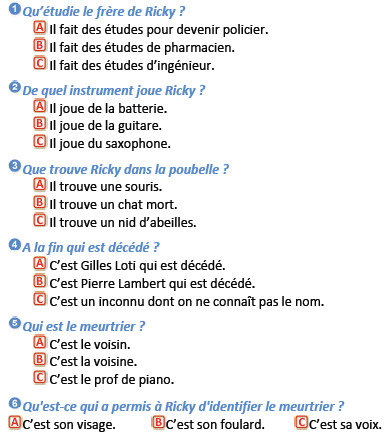 1 Qu'étudie le frère de Ricky ?
A Il fait des études pour devenir policier.
B Il fait des études de pharmacien.
C Il fait des études d'ingénieur.
2 De quel instrument joue Ricky ?
A Il joue de la batterie.
B Il joue de la guitare.
C Il joue du saxophone.
3 Que trouve Ricky dans la poubelle ?
A Il trouve une souris.
B Il trouve un chat mort.
C Il trouve un nid d'abeilles.
4 A la fin qui est décédé ?
A C'est Gilles Loti qui est décédé.
B C'est Pierre Lambert qui est décédé.
C C'est un inconnu dont on ne connaît pas le nom.
5 Qui est le meurtrier ?
A C'est le voisin.
B C'est la voisine.
C C'est le prof de piano.
6 Qu'est-ce qui a permis à Ricky d'identifier le meurtrier ?
A C'est son visage. B C'est son foulard. C C'est sa voix.